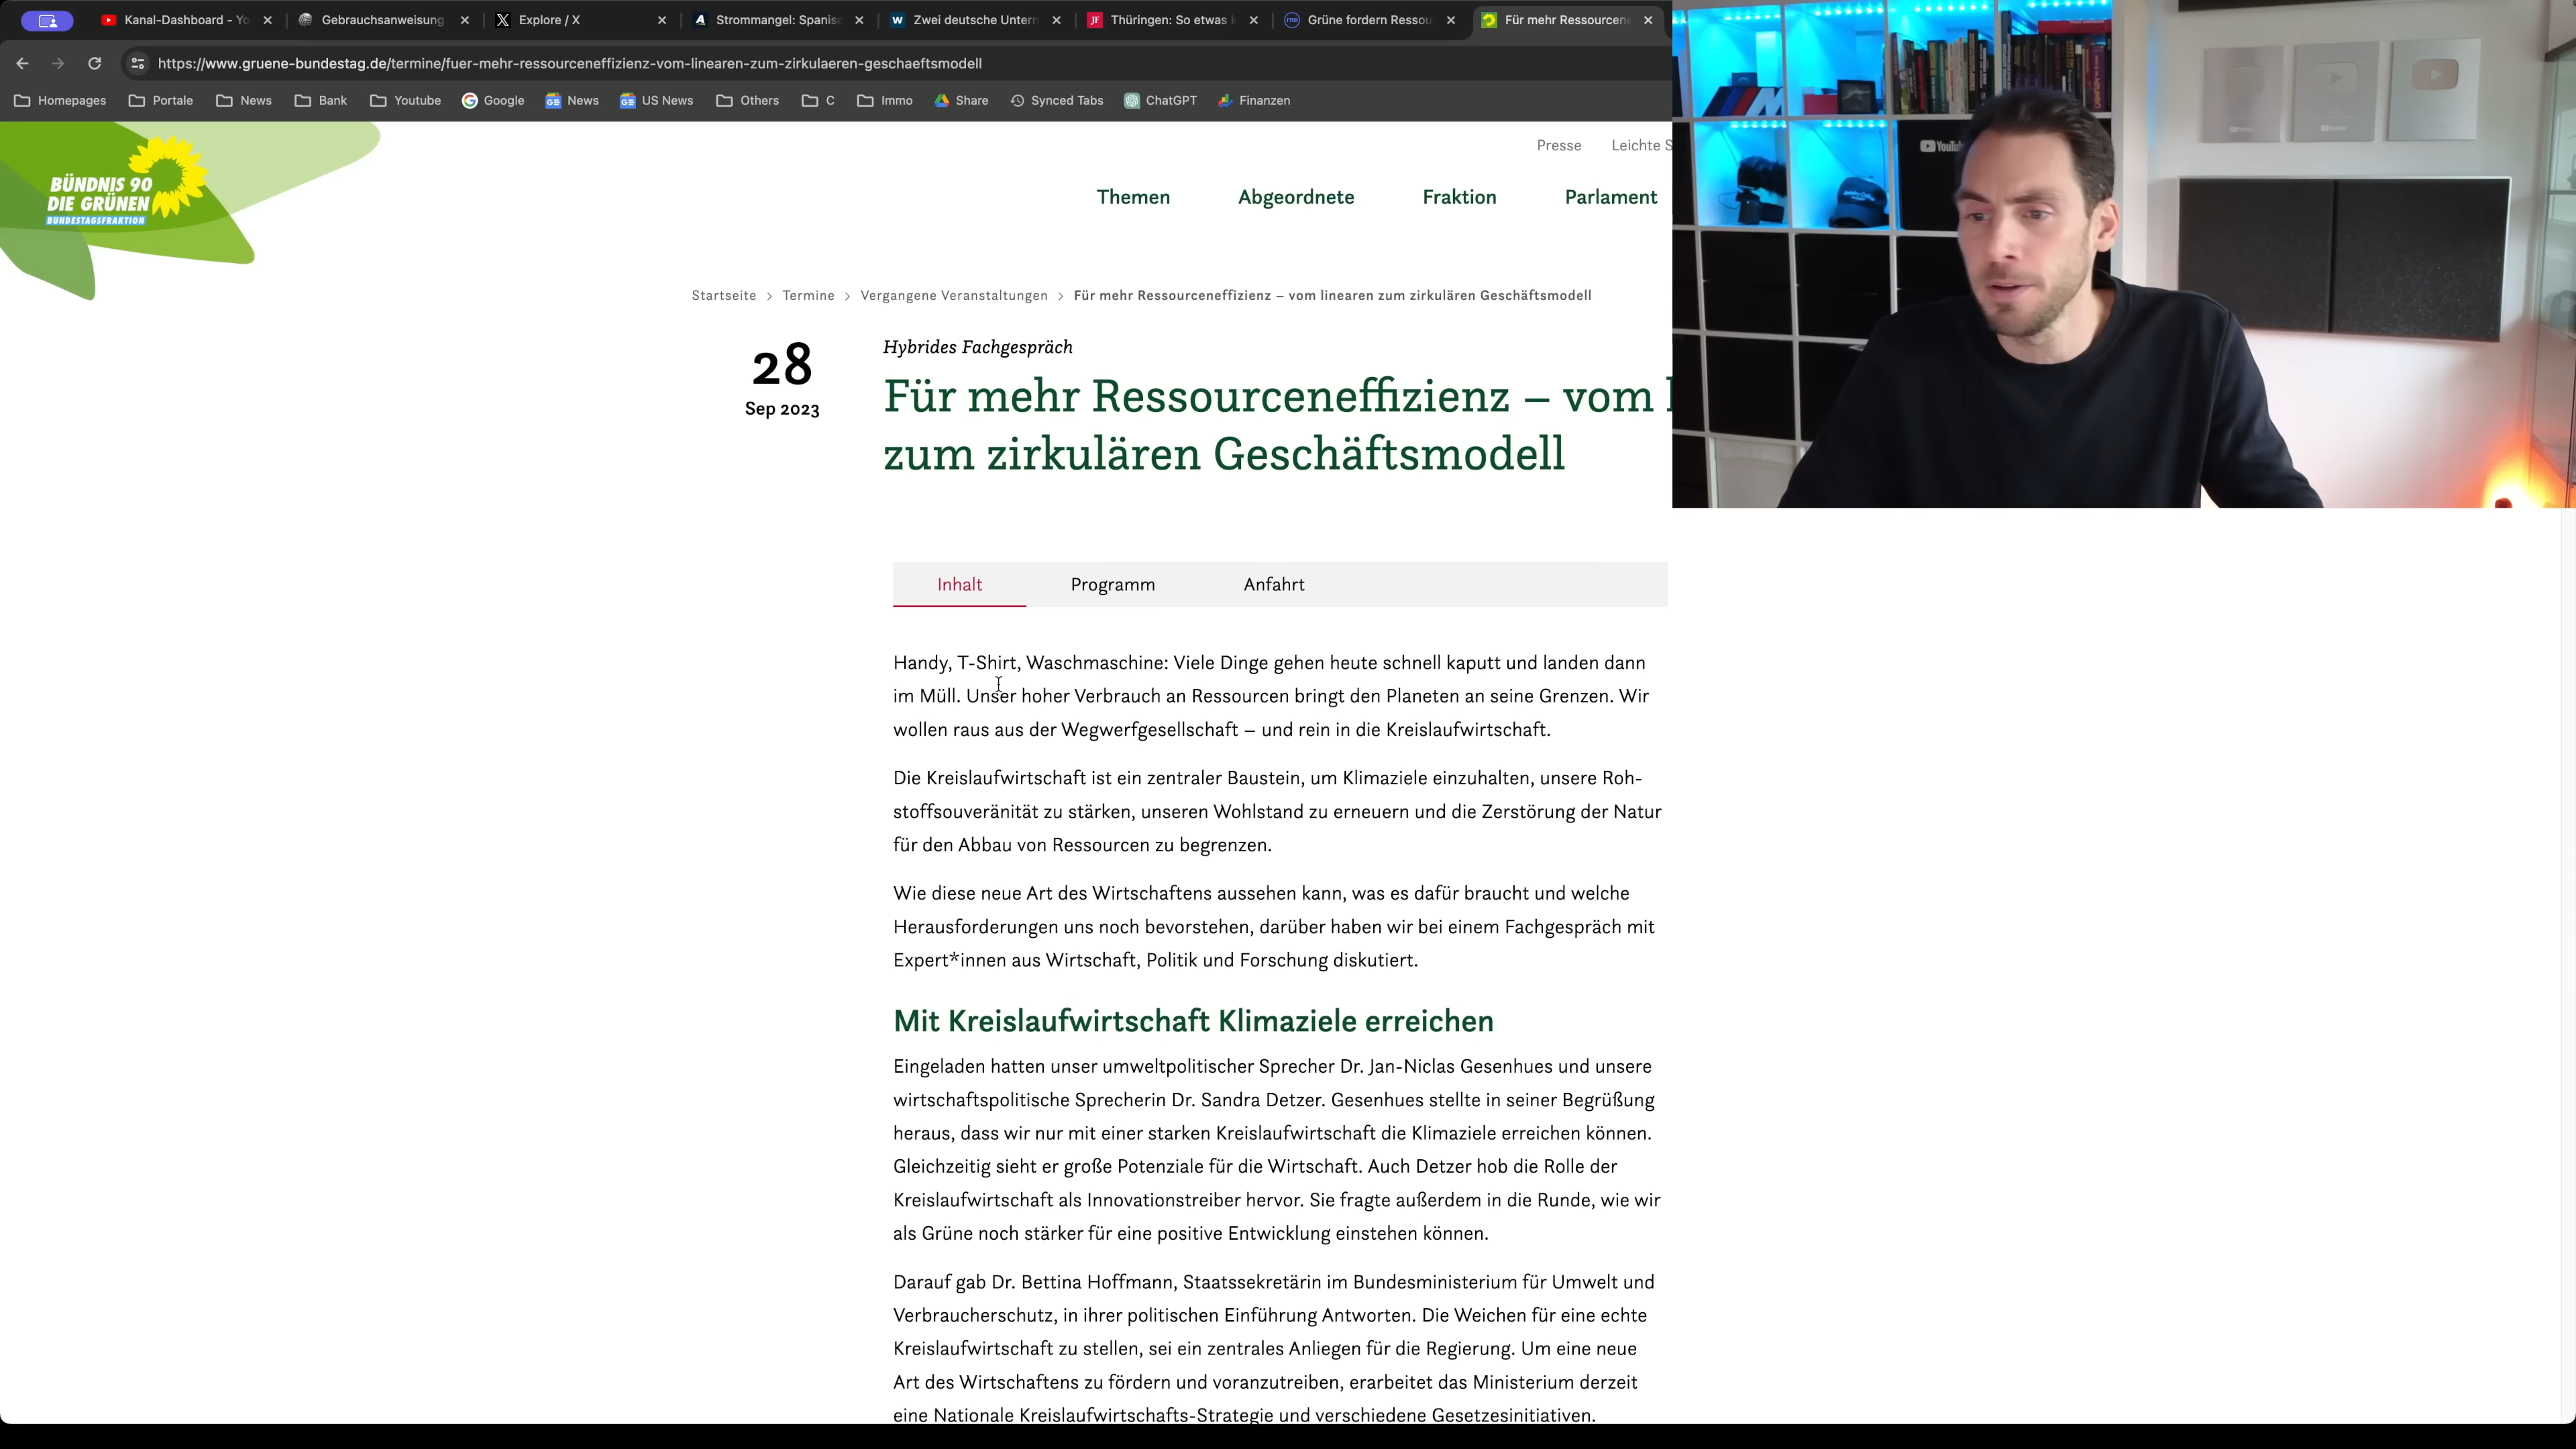 Kanal-Dashboard - Yo
Gebrauchsanweisung
Explore / X
Strommangel: Spanisc
Zwei deutsche Untern
Thüringen: So etwas k
Grüne fordern Ressou
Für mehr Ressourcene
https://www.gruene-bundestag.de/termine/fuer-mehr-ressourceneffizienz-vom-linearen-zum-zirkulaeren-geschaeftsmodell
Homepages Portale News Bank Youtube Google News US News Others C Immo Share Synced Tabs ChatGPT Finanzen
YouTub
BÜNDNIS 90
DIE GRÜNEN
BUNDESTAGSFRAKTION
Presse Leichte S
Themen Abgeordnete Fraktion Parlament
Startseite > Termine > Vergangene Veranstaltungen > Für mehr Ressourceneffizienz – vom linearen zum zirkulären Geschäftsmodell
28
Sep 2023
Hybrides Fachgespräch
Für mehr Ressourceneffizienz – vom l
zum zirkulären Geschäftsmodell
Inhalt Programm Anfahrt
Handy, T-Shirt, Waschmaschine: Viele Dinge gehen heute schnell kaputt und landen dann
im Müll. Unser hoher Verbrauch an Ressourcen bringt den Planeten an seine Grenzen. Wir
wollen raus aus der Wegwerfgesellschaft – und rein in die Kreislaufwirtschaft.
Die Kreislaufwirtschaft ist ein zentraler Baustein, um Klimaziele einzuhalten, unsere Roh-
stoffsouveränität zu stärken, unseren Wohlstand zu erneuern und die Zerstörung der Natur
für den Abbau von Ressourcen zu begrenzen.
Wie diese neue Art des Wirtschaftens aussehen kann, was es dafür braucht und welche
Herausforderungen uns noch bevorstehen, darüber haben wir bei einem Fachgespräch mit
Expert*innen aus Wirtschaft, Politik und Forschung diskutiert.
Mit Kreislaufwirtschaft Klimaziele erreichen
Eingeladen hatten unser umweltpolitischer Sprecher Dr. Jan-Niclas Gesenhues und unsere
wirtschaftspolitische Sprecherin Dr. Sandra Detzer. Gesenhues stellte in seiner Begrüßung
heraus, dass wir nur mit einer starken Kreislaufwirtschaft die Klimaziele erreichen können.
Gleichzeitig sieht er große Potenziale für die Wirtschaft. Auch Detzer hob die Rolle der
Kreislaufwirtschaft als Innovationstreiber hervor. Sie fragte außerdem in die Runde, wie wir
als Grüne noch stärker für eine positive Entwicklung einstehen können.
Darauf gab Dr. Bettina Hoffmann, Staatssekretärin im Bundesministerium für Umwelt und
Verbraucherschutz, in ihrer politischen Einführung Antworten. Die Weichen für eine echte
Kreislaufwirtschaft zu stellen, sei ein zentrales Anliegen für die Regierung. Um eine neue
Art des Wirtschaftens zu fördern und voranzutreiben, erarbeitet das Ministerium derzeit
eine Nationale Kreislaufwirtschafts-Strategie und verschiedene Gesetzesinitiativen.